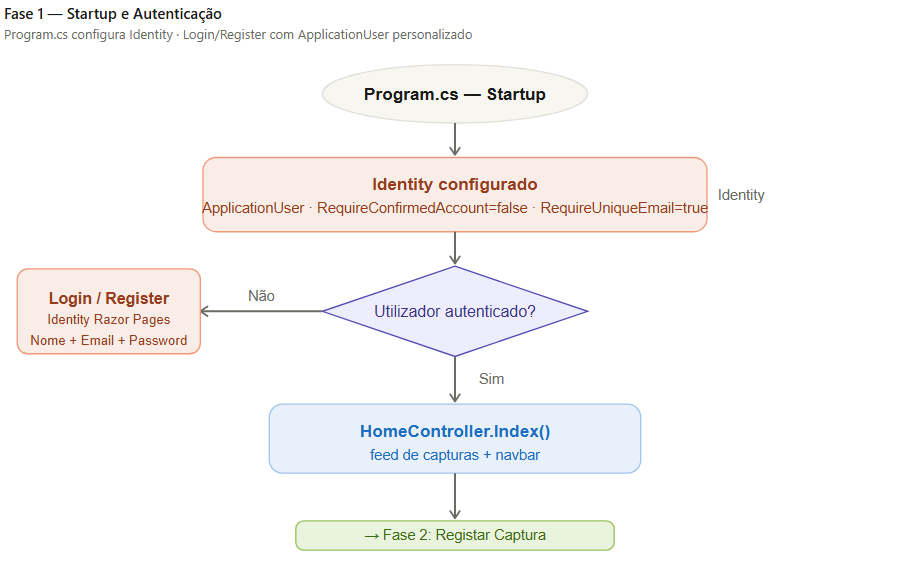 Fase 1 — Startup e Autenticação
Program.cs configura Identity · Login/Register com ApplicationUser personalizado
Program.cs — Startup
Identity configurado
ApplicationUser · RequireConfirmedAccount=false · RequireUniqueEmail=true
Identity
Utilizador autenticado?
Não
Login / Register
Identity Razor Pages
Nome + Email + Password
Sim
HomeController.Index()
feed de capturas + navbar
→ Fase 2: Registar Captura